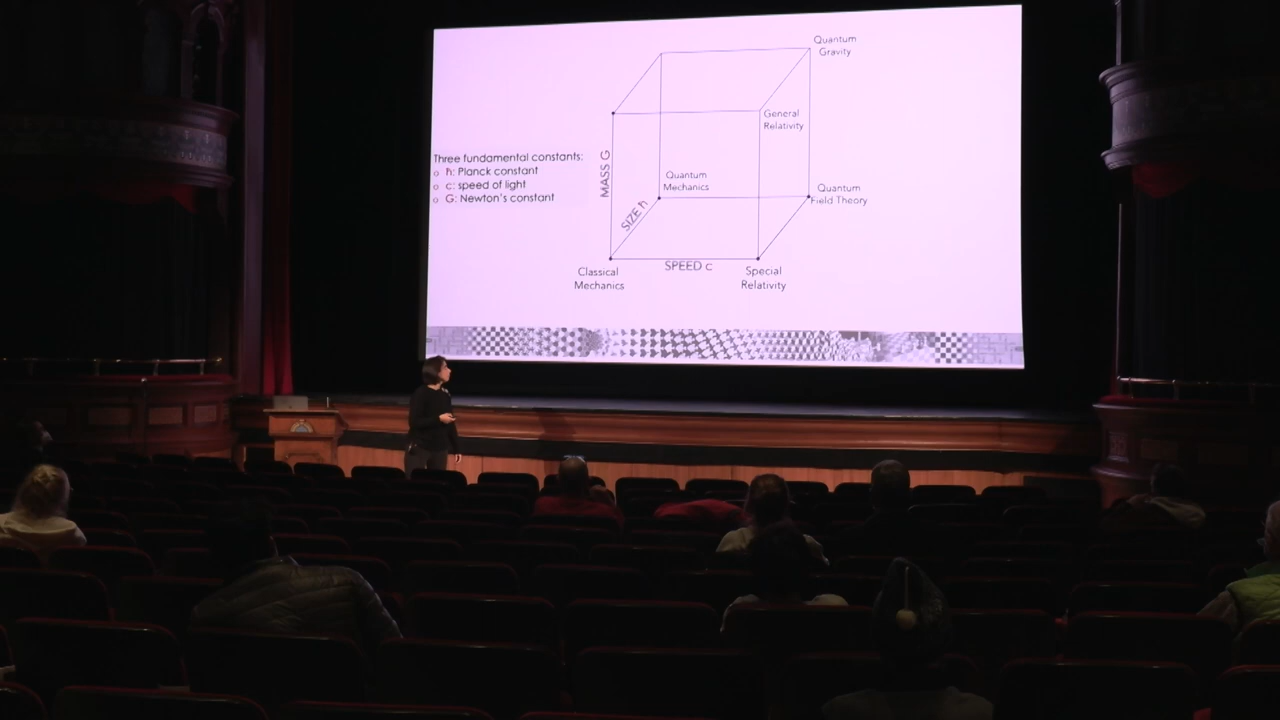 Quantum
Gravity
General
Relativity
Three fundamental constants:
o ħ: Planck constant
o c: speed of light
o G: Newton's constant
MASS G
Quantum
Mechanics
SIZE ħ
Quantum
Field Theory
SPEED c
Classical
Mechanics
Special
Relativity